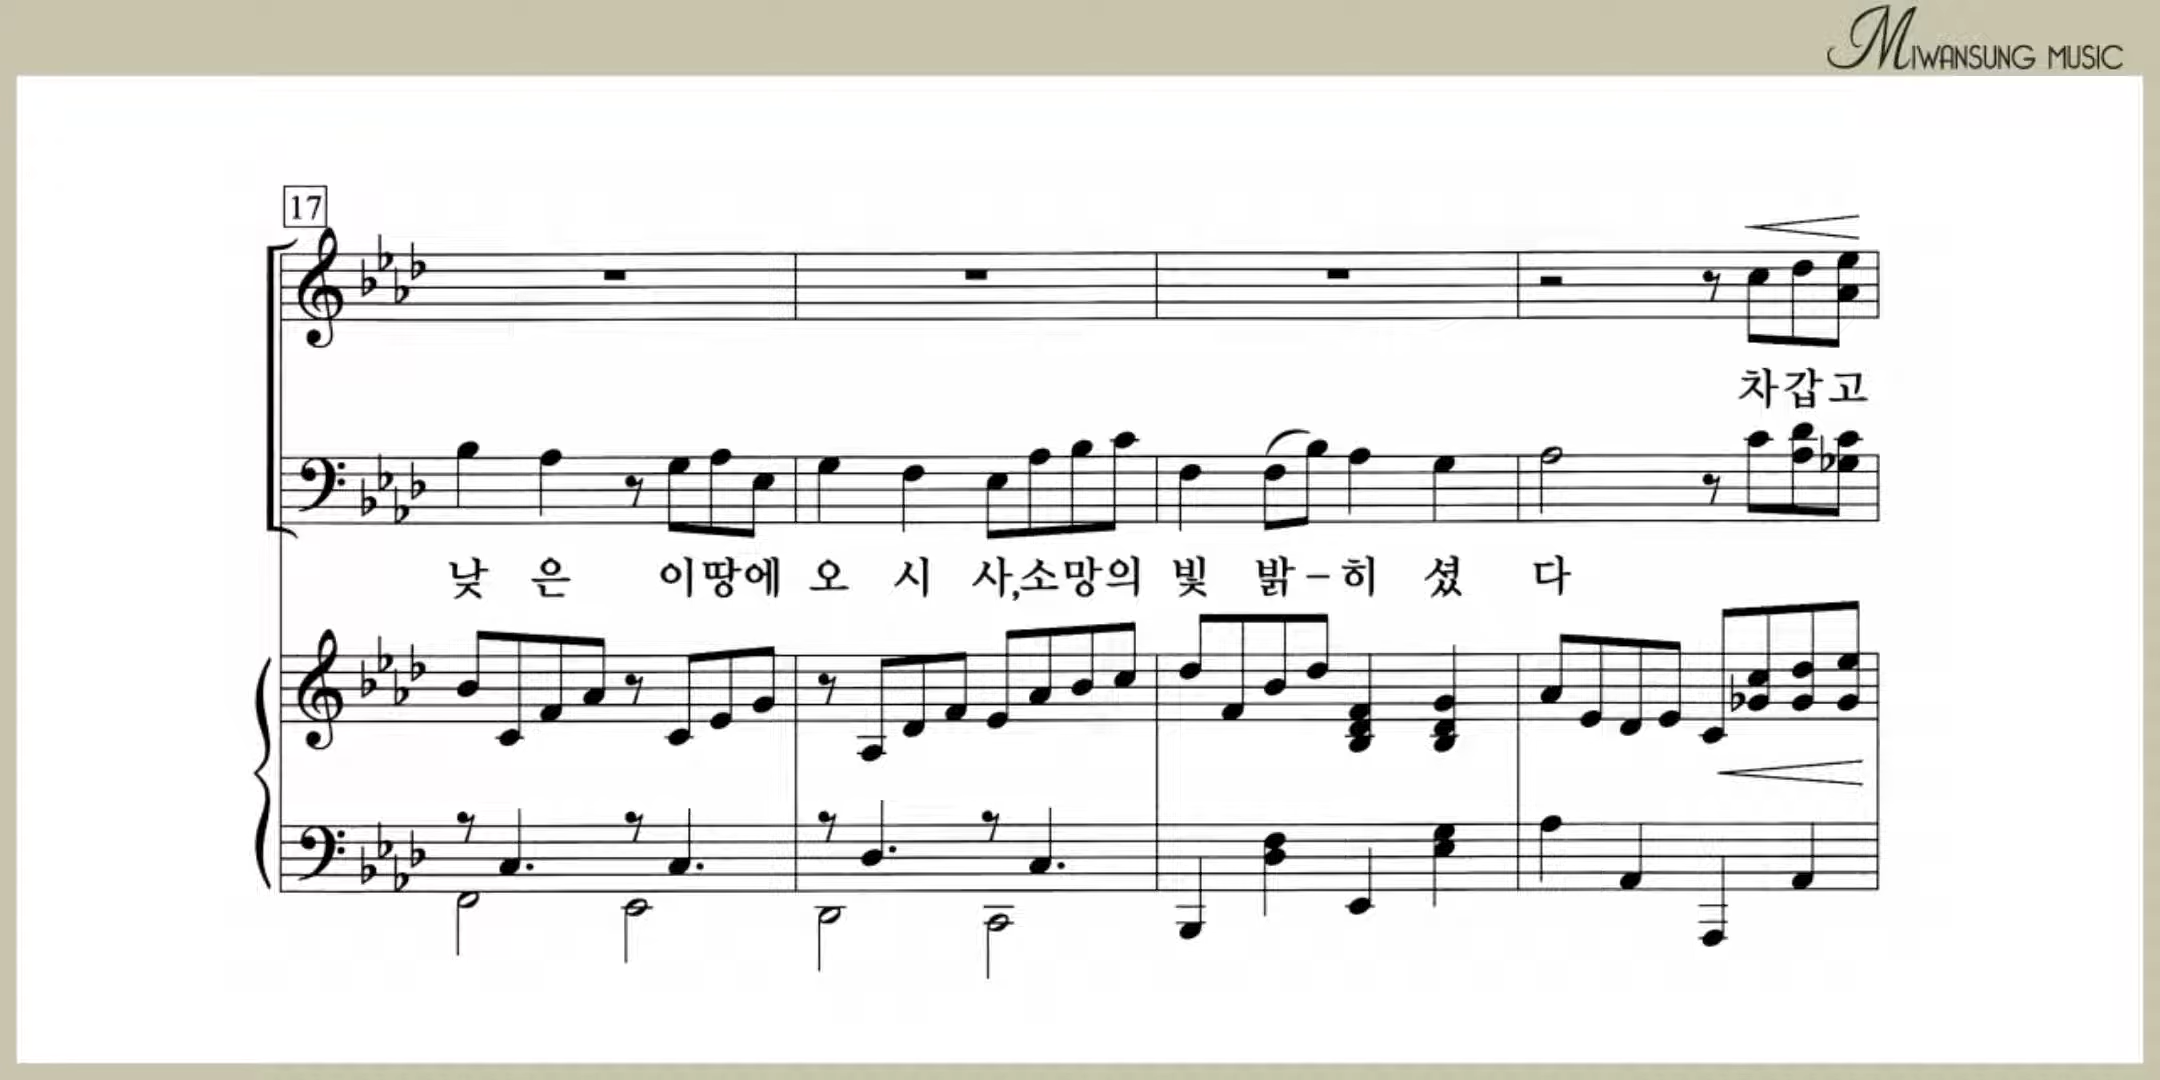 MIWANSUNG MUSIC
17
차갑고
낮 은 이땅에 오 시 사,소망의 빛 밝-히 셨 다